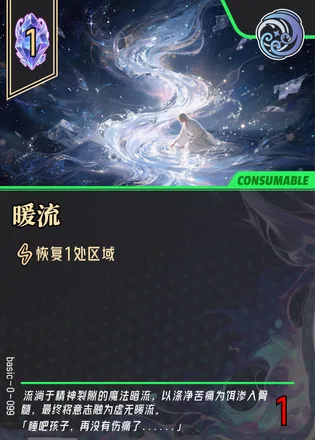 1
CONSUMABLE
暖流
恢复1处区域
流淌于精神裂隙的魔法暗流，以涤净苦痛为饵渗入骨
髓，最终将意志融为虚无暖流。
「睡吧孩子，再没有伤痛了......」
1
basic-0-099